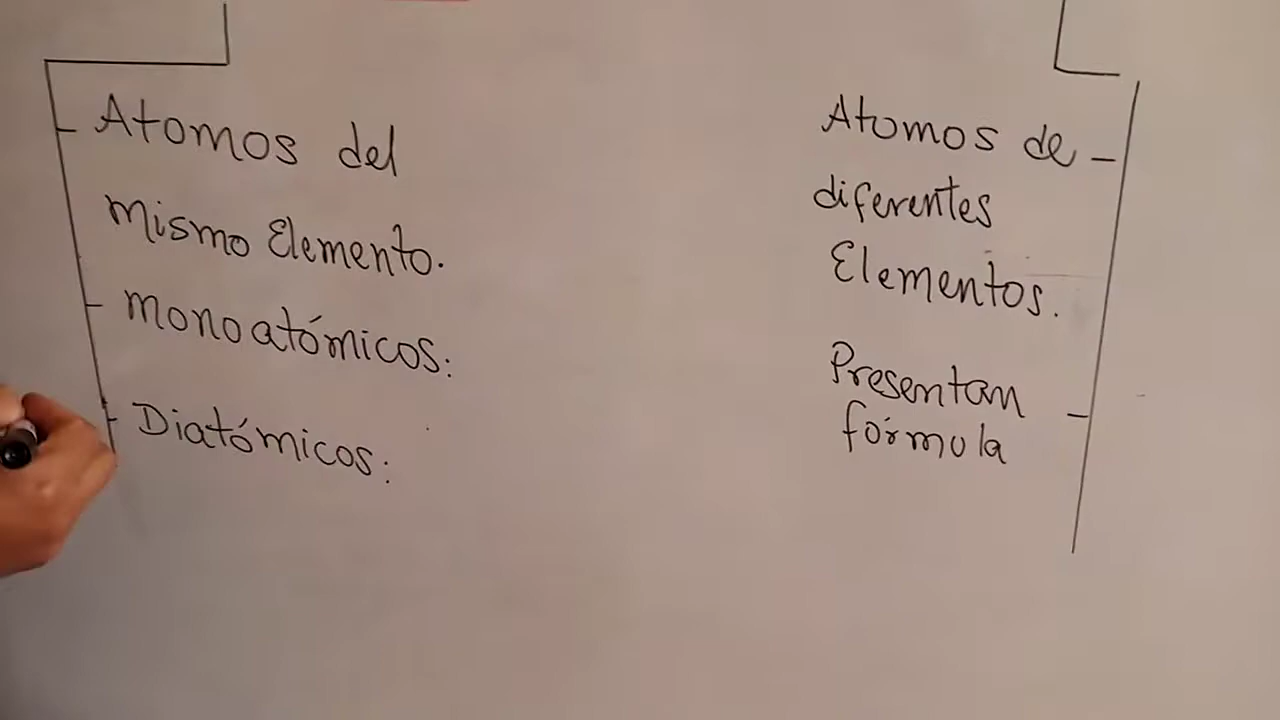 Atomos del
mismo Elemento.
monoatómicos:
Diatómicos:
Atomos de
diferentes
Elementos.
Presentan
fórmula